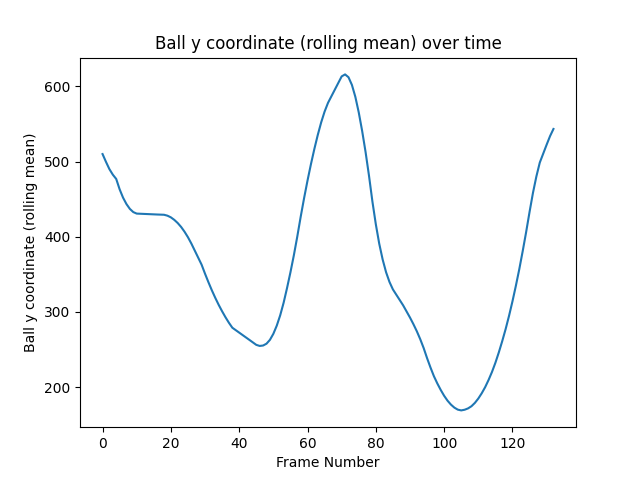 Ball y coordinate (rolling mean) over time
Ball y coordinate (rolling mean)
600
500
400
300
200
0 20 40 60 80 100 120
Frame Number